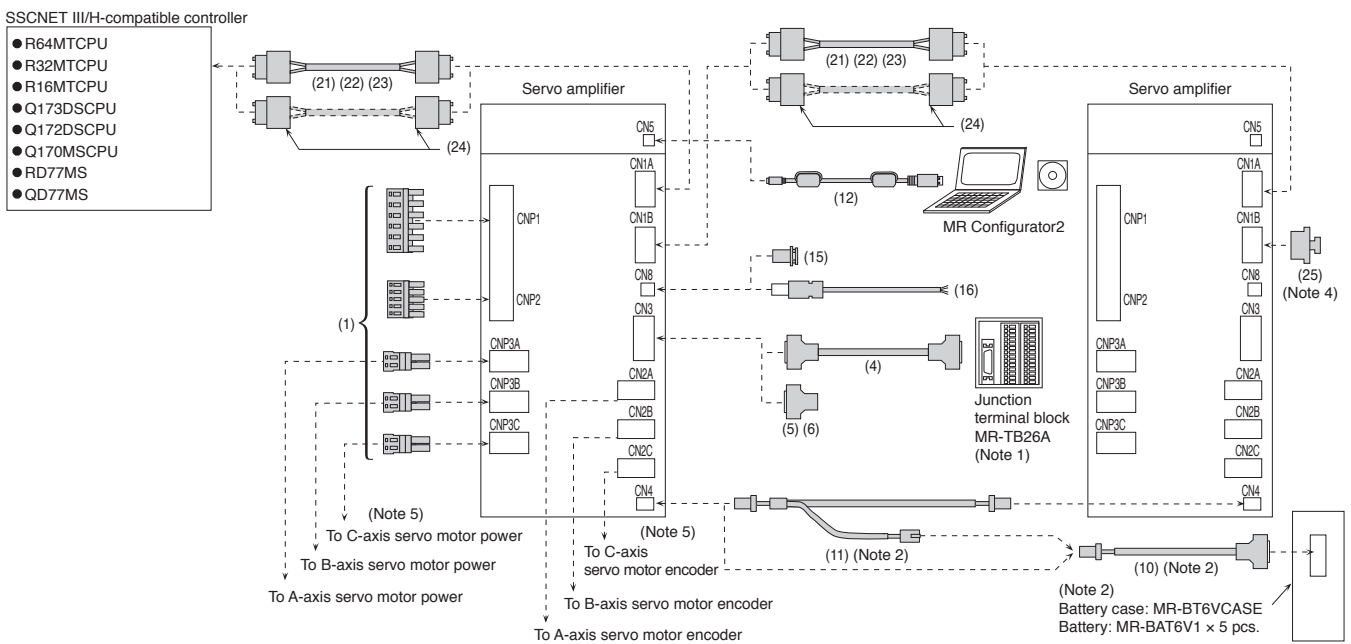 SSCNET III/H-compatible controller
● R64MTCPU
● R32MTCPU
● R16MTCPU
● Q173DSCPU
● Q172DSCPU
● Q170MSCPU
● RD77MS
● QD77MS
(21) (22) (23)
(24)
Servo amplifier
CN5
CN1A
CN1B
CN8
CN3
CN2A
CN2B
CN2C
CN4
CNP1
CNP2
CNP3A
CNP3B
CNP3C
(1)
(Note 5)
To C-axis servo motor power
To B-axis servo motor power
To A-axis servo motor power
(Note 5)
To C-axis
servo motor encoder
To B-axis servo motor encoder
To A-axis servo motor encoder
(21) (22) (23)
(24)
(12)
MR Configurator2
(15)
(16)
(4)
(5) (6)
Junction
terminal block
MR-TB26A
(Note 1)
(11) (Note 2)
(10) (Note 2)
(Note 2)
Battery case: MR-BT6VCASE
Battery: MR-BAT6V1 × 5 pcs.
Servo amplifier
CN5
CN1A
CN1B
CN8
CN3
CN2A
CN2B
CN2C
CN4
CNP1
CNP2
CNP3A
CNP3B
CNP3C
(25)
(Note 4)